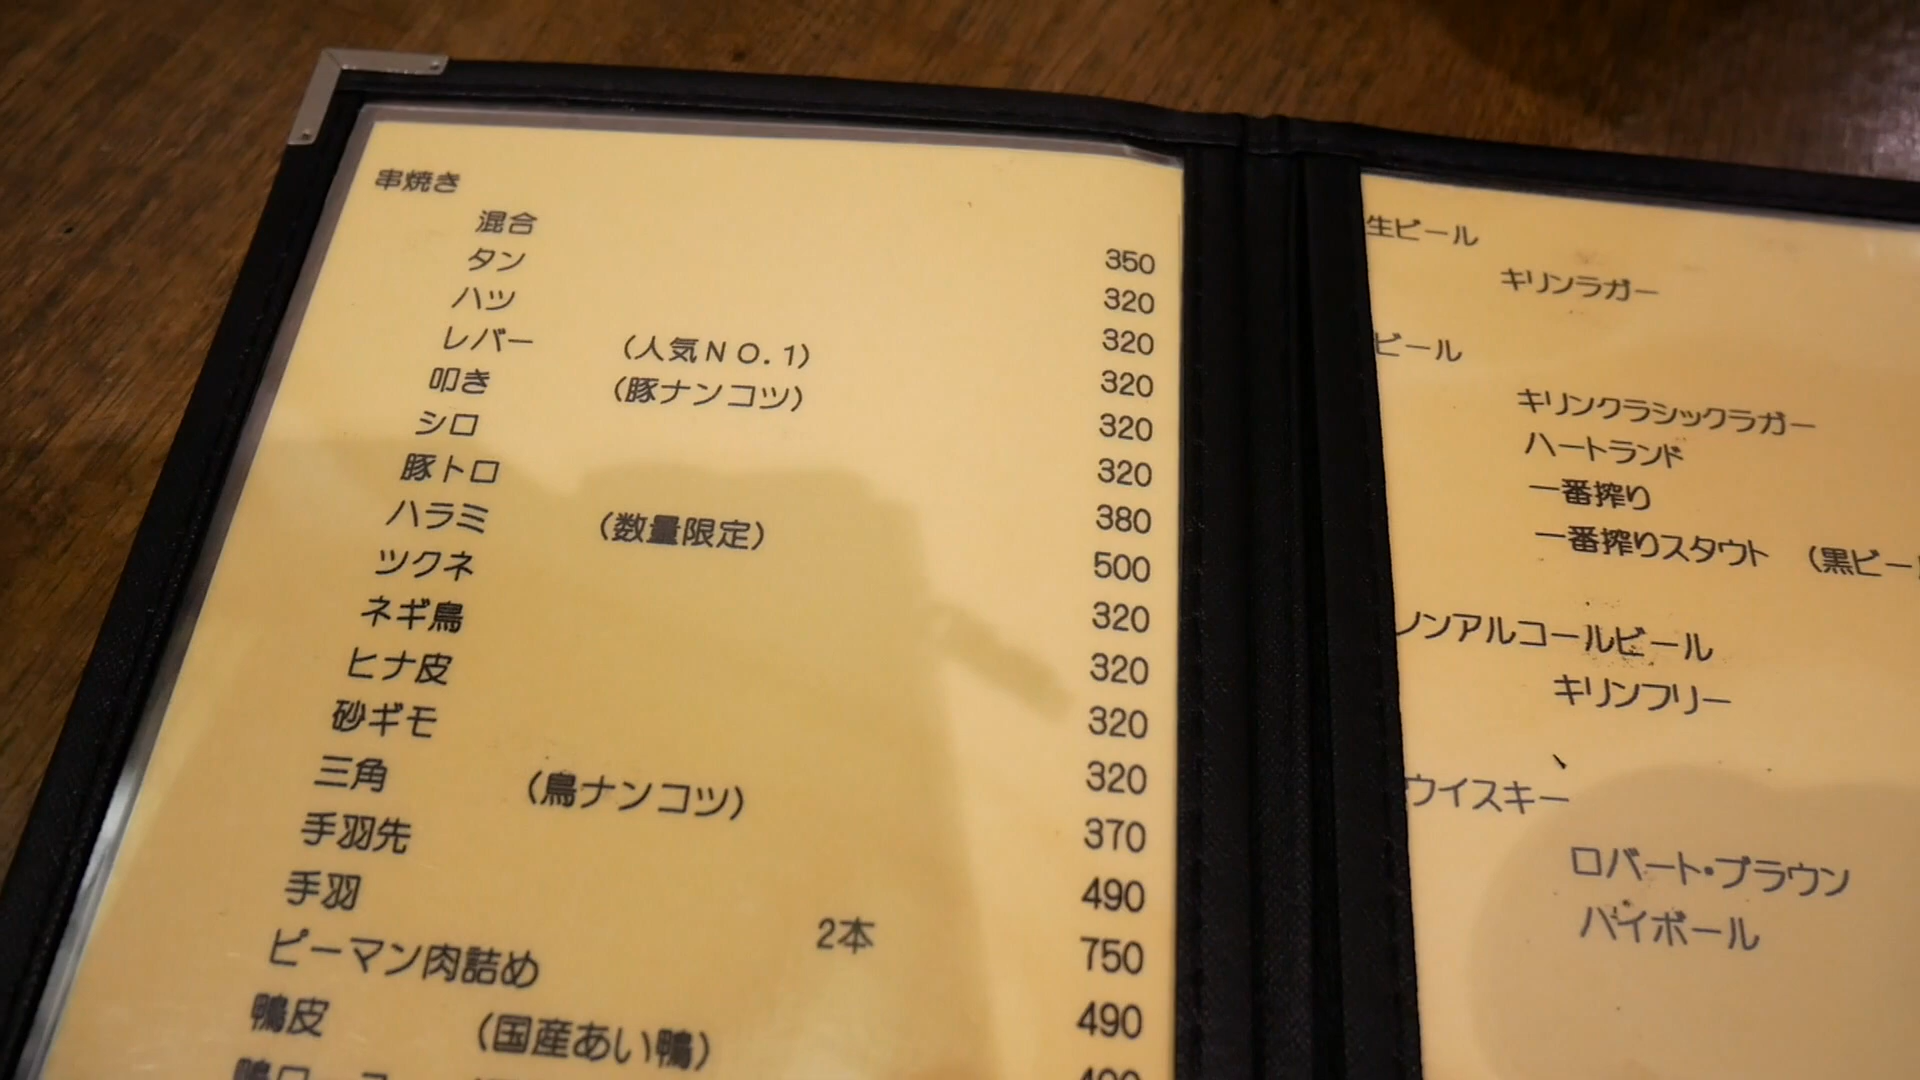 串焼き
混合 350
タン 320
ハツ 320
レバー (人気NO.1) 320
叩き (豚ナンコツ) 320
シロ 320
豚トロ 380
ハラミ (数量限定) 500
ツクネ 320
ネギ鳥 320
ヒナ皮 320
砂ギモ 320
三角 (鳥ナンコツ) 370
手羽先 490
手羽 2本 750
ピーマン肉詰め 490
鴨皮 (国産あい鴨)
生ビール
キリンラガー
ビール
キリンクラシックラガー
ハートランド
一番搾り
一番搾りスタウト (黒ビー
ノンアルコールビール
キリンフリー
ウイスキー
ロバート・ブラウン
ハイボール